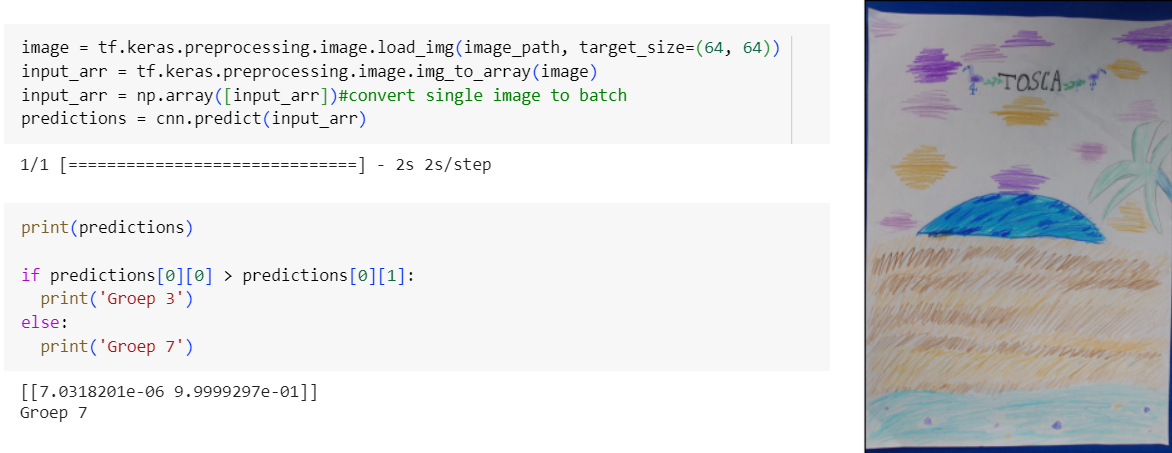 image = tf.keras.preprocessing.image.load_img(image_path, target_size=(64, 64))
input_arr = tf.keras.preprocessing.image.img_to_array(image)
input_arr = np.array([input_arr])#convert single image to batch
predictions = cnn.predict(input_arr)
1/1 [==============================] - 2s 2s/step
print(predictions)
if predictions[0][0] > predictions[0][1]:
  print('Groep 3')
else:
  print('Groep 7')
[[7.0318201e-06 9.9999297e-01]]
Groep 7
TOSCA